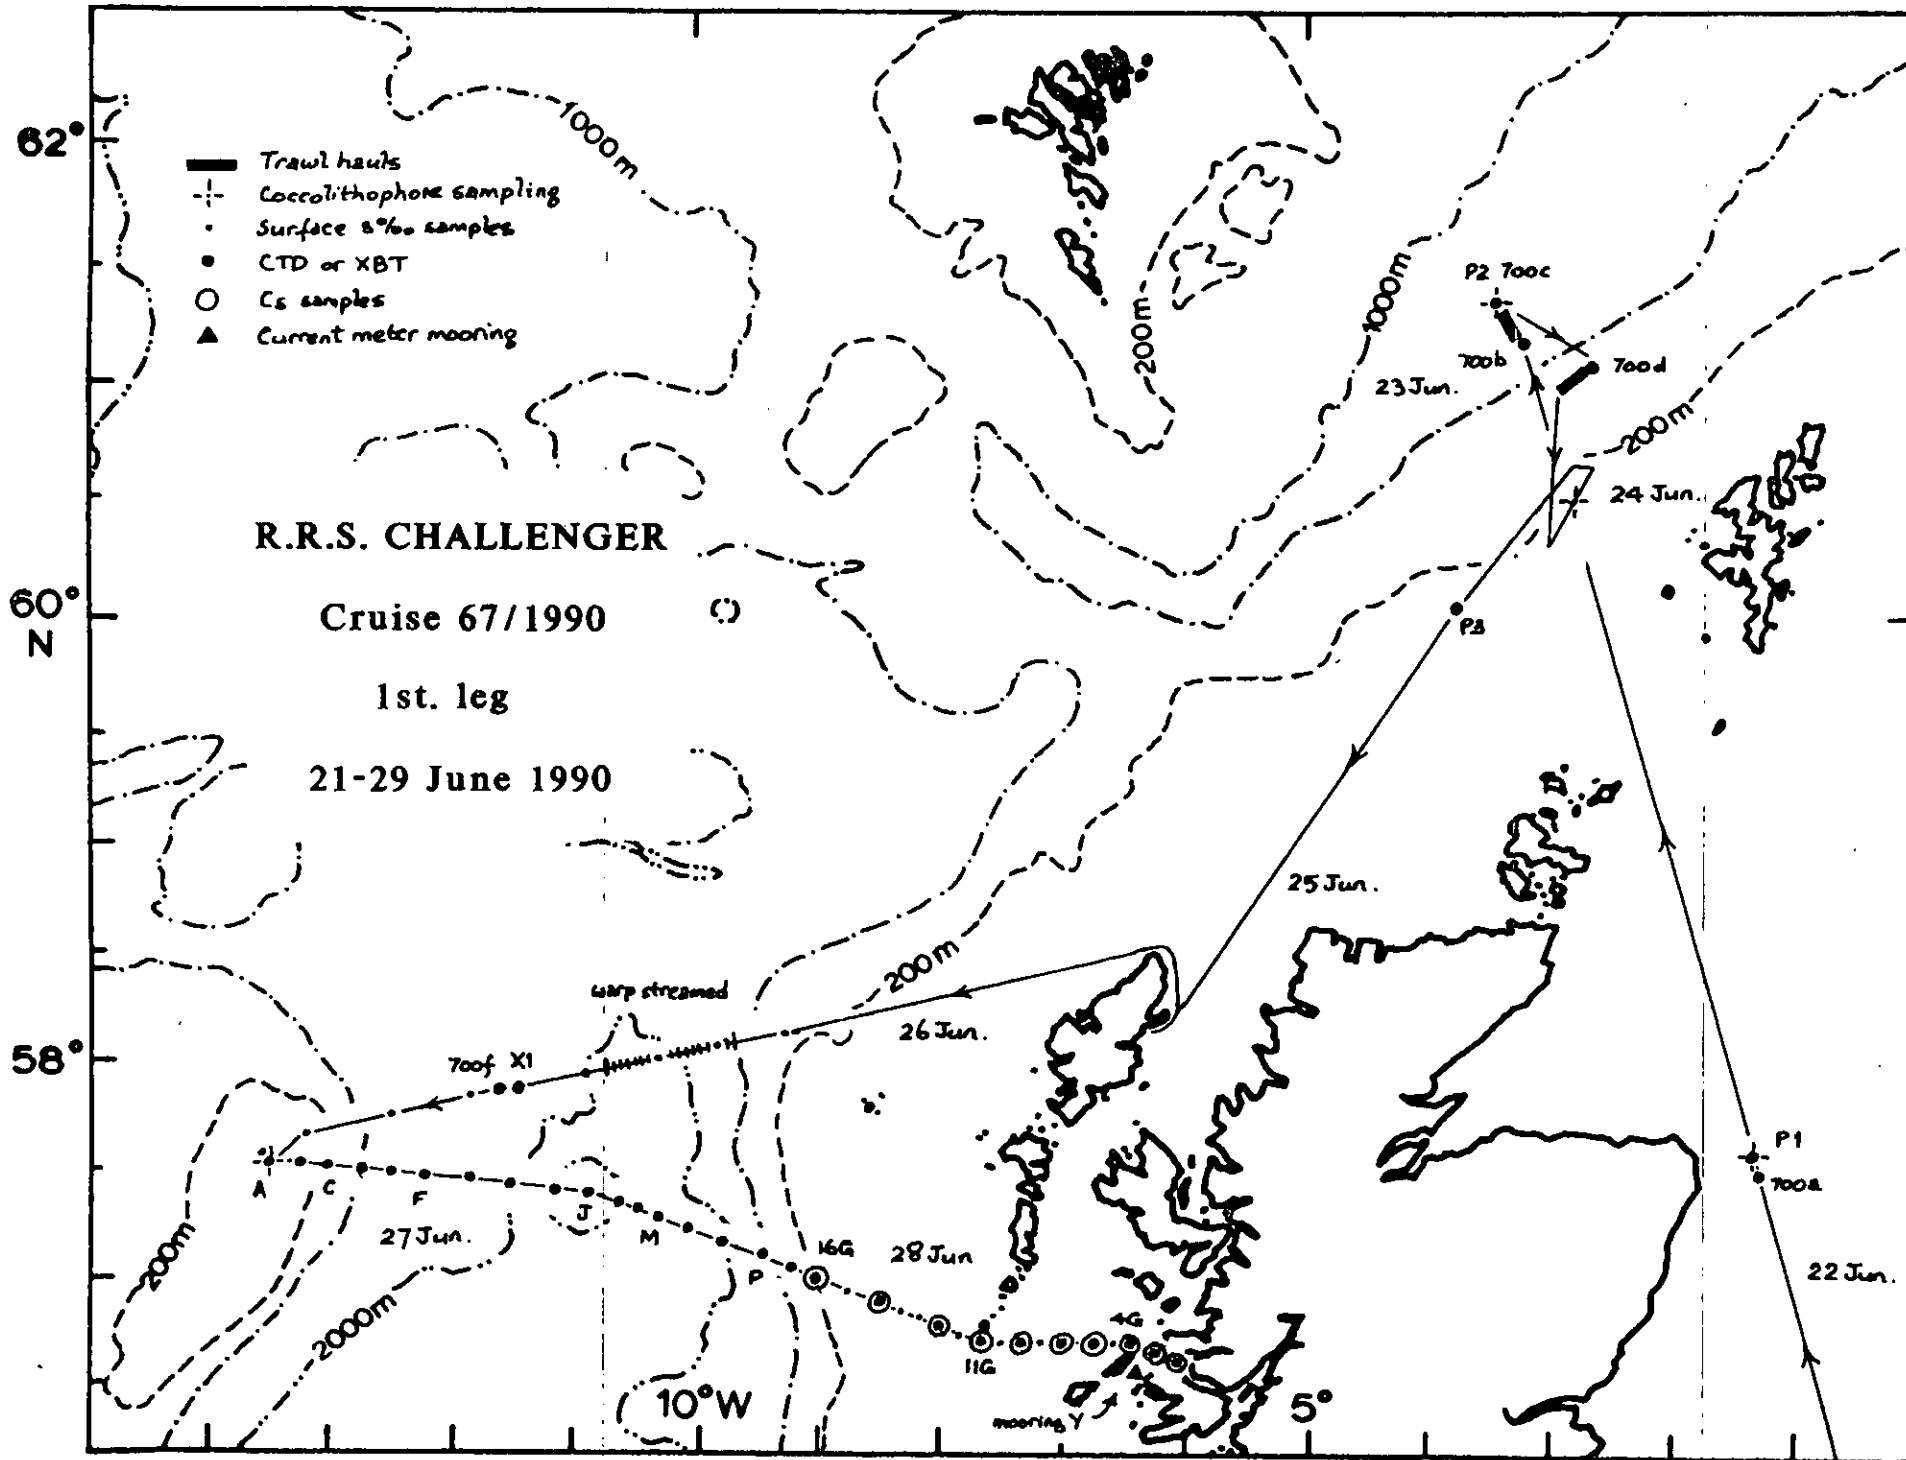 62°
60°
N
58°
Trawl hauls
Coccolithophore sampling
Surface s‰ samples
CTD or XBT
Cs samples
Current meter mooring
R.R.S. CHALLENGER
Cruise 67/1990
1st. leg
21-29 June 1990
1000m
200m
1000m
P2 700c
700b
700d
23 Jun.
200m
24 Jun.
P3
25 Jun.
200m
warp streamed
26 Jun.
700f X1
P1
700a
22 Jun.
A
C
F
J
M
P
16G
27 Jun.
28 Jun
200m
2000m
11G
4G
mooring Y
10°W
5°